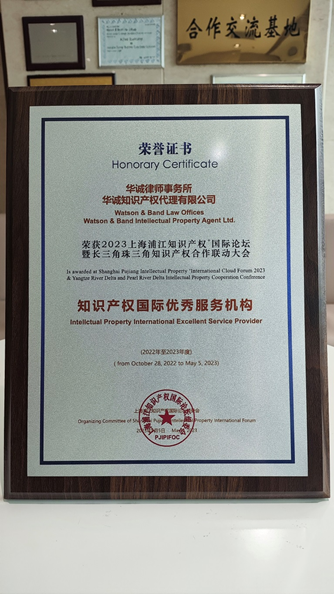 合作交流基地
荣誉证书
Honorary Certificate
华诚律师事务所
华诚知识产权代理有限公司
Watson & Band Law Offices
Watson & Band Intellectual Property Agent Ltd.
荣获2023上海浦江知识产权国际论坛
暨长三角珠三角知识产权合作联动大会
Is awarded at Shanghai Pujiang Intellectual Property 'International Cloud Forum 2023
& Yangtze River Delta and Pearl River Delta Intellectual Property Cooperation Conference
知识产权国际优秀服务机构
Intellctual Property International Excellent Service Provider
(2022年至2023年度)
( from October 28, 2022 to May 5, 2023)
Organizing Committee of Property International Forum
PJIPIFOC